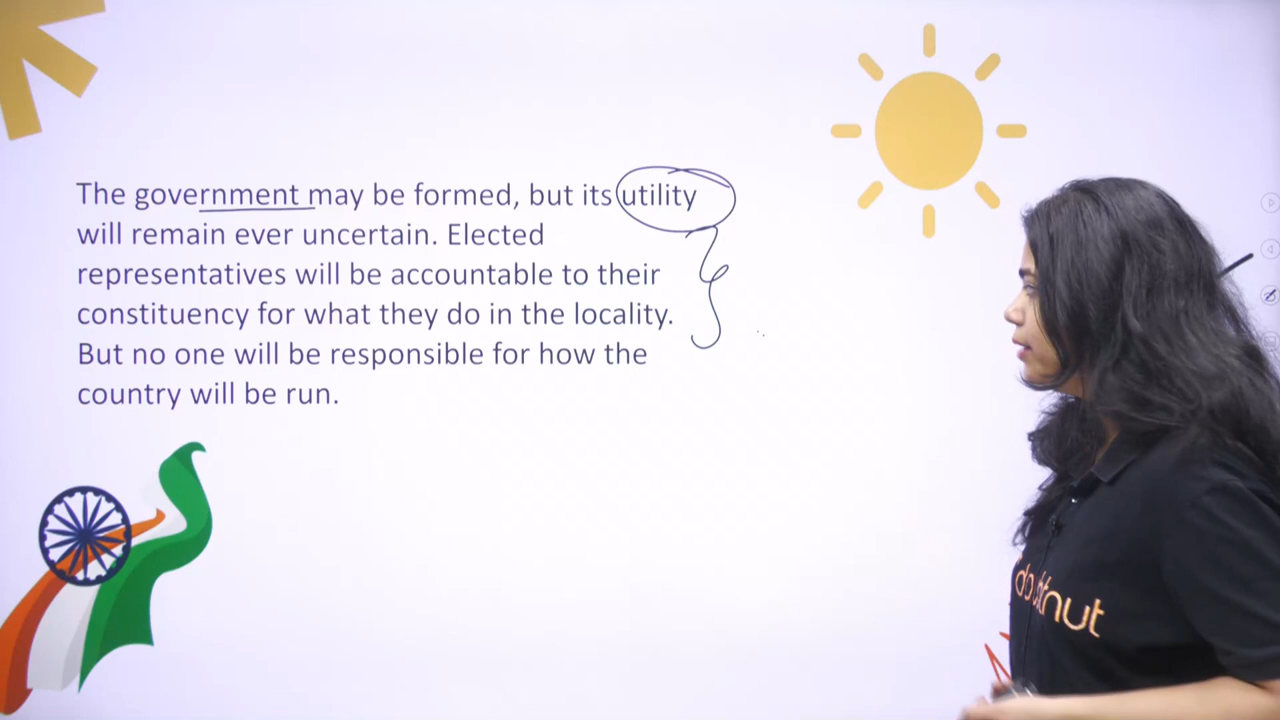 The government may be formed, but its utility
will remain ever uncertain. Elected
representatives will be accountable to their
constituency for what they do in the locality.
But no one will be responsible for how the
country will be run.
doubtnut